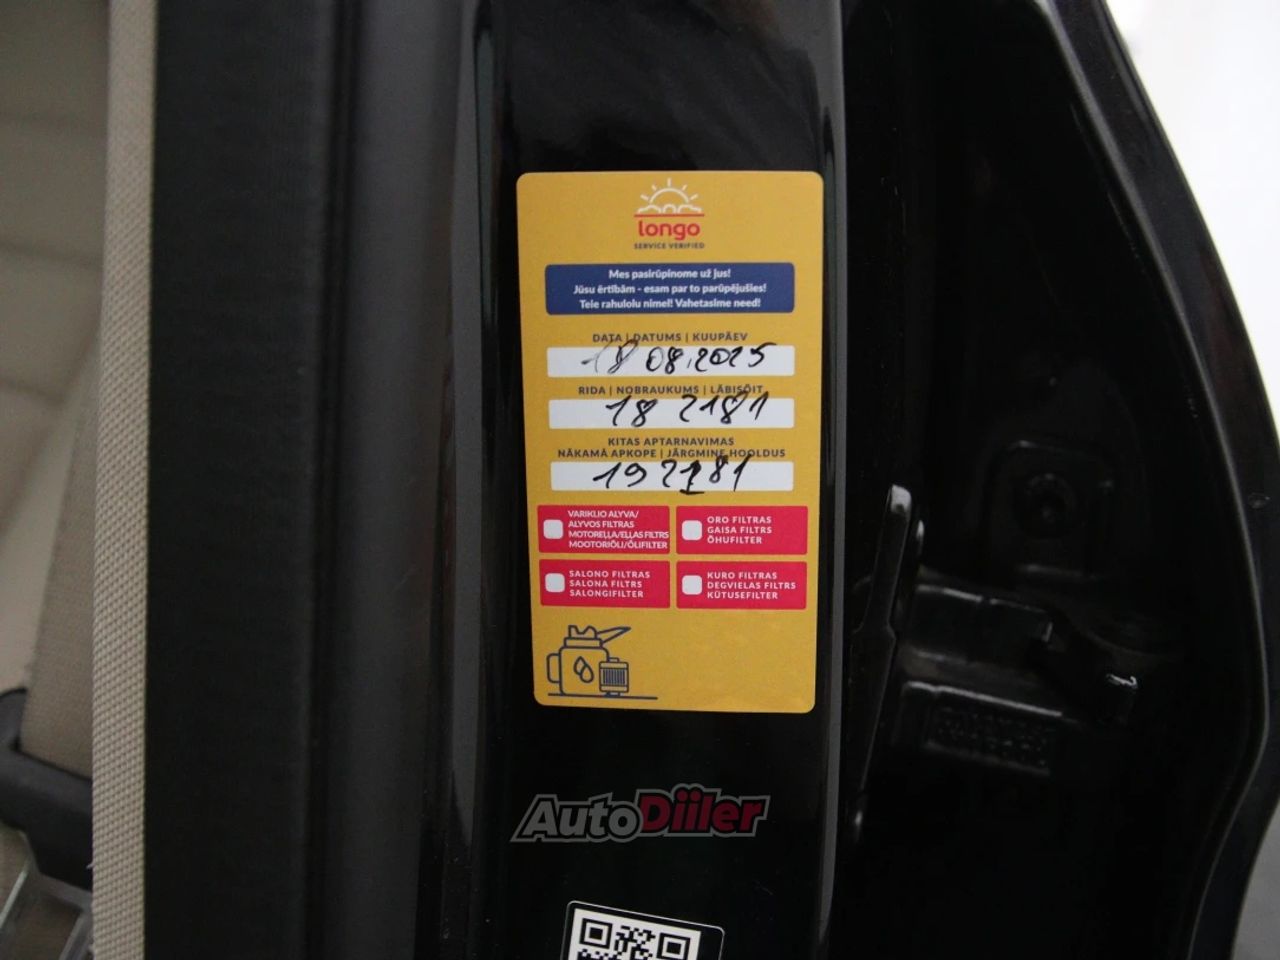 longo
SERVICE VERIFIED
Mes pasirūpinome už jus!
Jūsu ērtībām - esam par to parūpējušies!
Teie rahulolu nimel! Vahetasime need!
DATA | DATUMS | KUUPÄEV
18 08.2025
RIDA | NOBRAUKUMS | LÄBISÕIT
18 2181
KITAS APTARNAVIMAS
NĀKAMĀ APKOPE | JÄRGMINE HOOLDUS
192181
VARIKLIO ALYVA/
ALYVOS FILTRAS
MOTOREĻĻA/EĻĻAS FILTRS
MOOTORIÕLI/ÕLIFILTER
ORO FILTRAS
GAISA FILTRS
ÕHUFILTER
SALONO FILTRAS
SALONA FILTRS
SALONGIFILTER
KURO FILTRAS
DEGVIELAS FILTRS
KÜTUSEFILTER
AutoDiiler